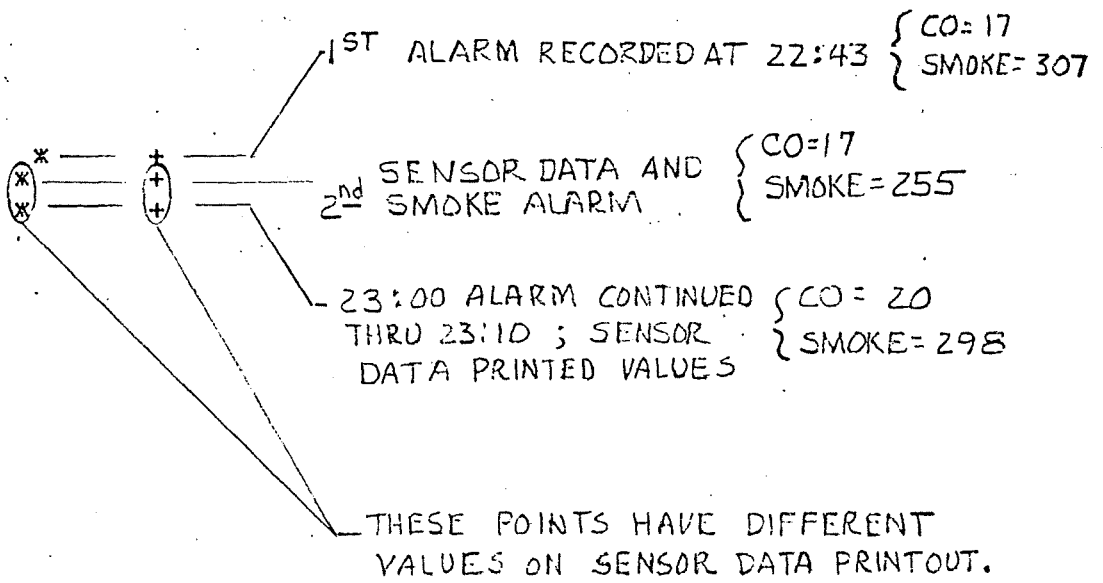 1ST ALARM RECORDED AT 22:43 { CO= 17
SMOKE= 307
* +
* +
2nd SENSOR DATA AND
SMOKE ALARM { CO=17
SMOKE=255
* +
23:00 ALARM CONTINUED
THRU 23:10 ; SENSOR
DATA PRINTED VALUES { CO= 20
SMOKE= 298
THESE POINTS HAVE DIFFERENT
VALUES ON SENSOR DATA PRINTOUT.